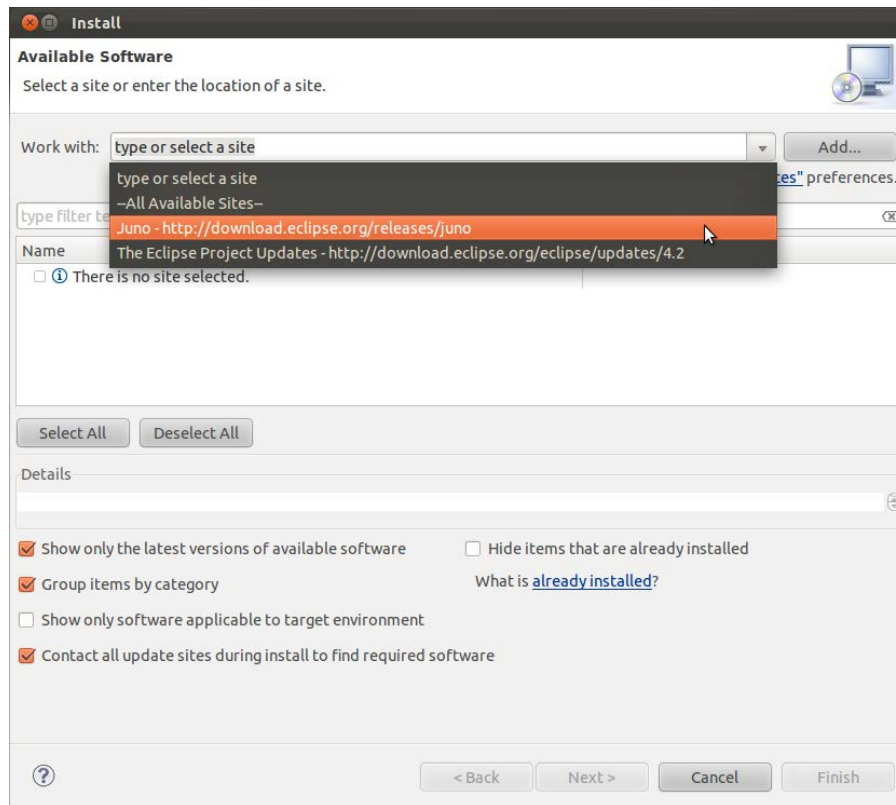 Install
Available Software
Select a site or enter the location of a site.
Work with: type or select a site Add...
type or select a site
--All Available Sites--
Juno - http://download.eclipse.org/releases/juno
The Eclipse Project Updates - http://download.eclipse.org/eclipse/updates/4.2
preferences.
type filter
Name
There is no site selected.
Select All Deselect All
Details
Show only the latest versions of available software Hide items that are already installed
Group items by category What is already installed?
Show only software applicable to target environment
Contact all update sites during install to find required software
? < Back Next > Cancel Finish